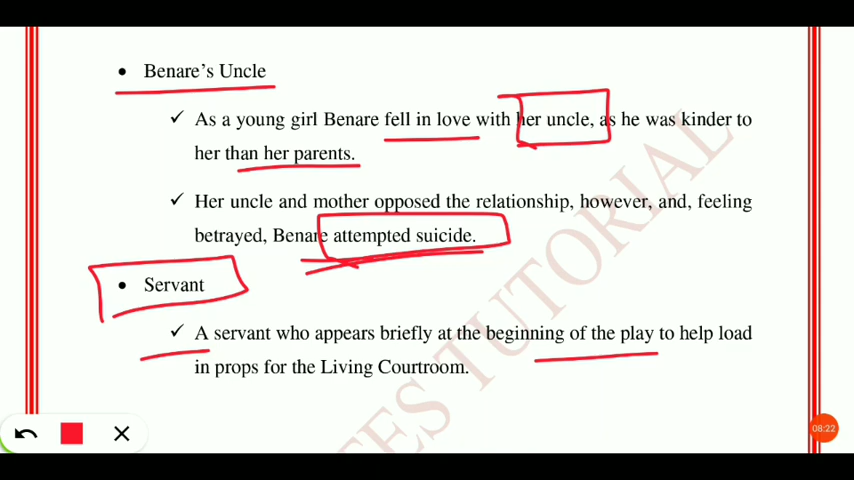 • Benare's Uncle
✓ As a young girl Benare fell in love with her uncle, as he was kinder to
her than her parents.
✓ Her uncle and mother opposed the relationship, however, and, feeling
betrayed, Benare attempted suicide.
• Servant
✓ A servant who appears briefly at the beginning of the play to help load
in props for the Living Courtroom.
TES TUTORIAL
08:22